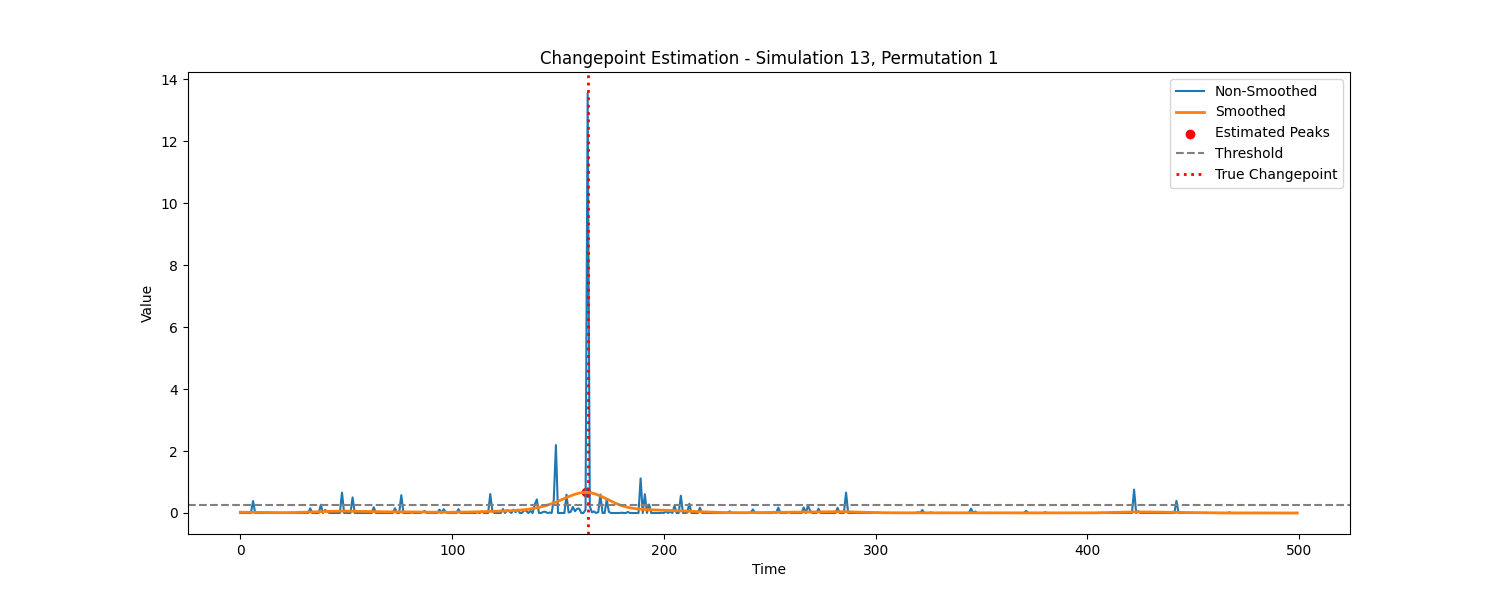 Changepoint Estimation - Simulation 13, Permutation 1
14
12
10
8
6
4
2
0
Value
Non-Smoothed
Smoothed
Estimated Peaks
Threshold
True Changepoint
0
100
200
300
400
500
Time